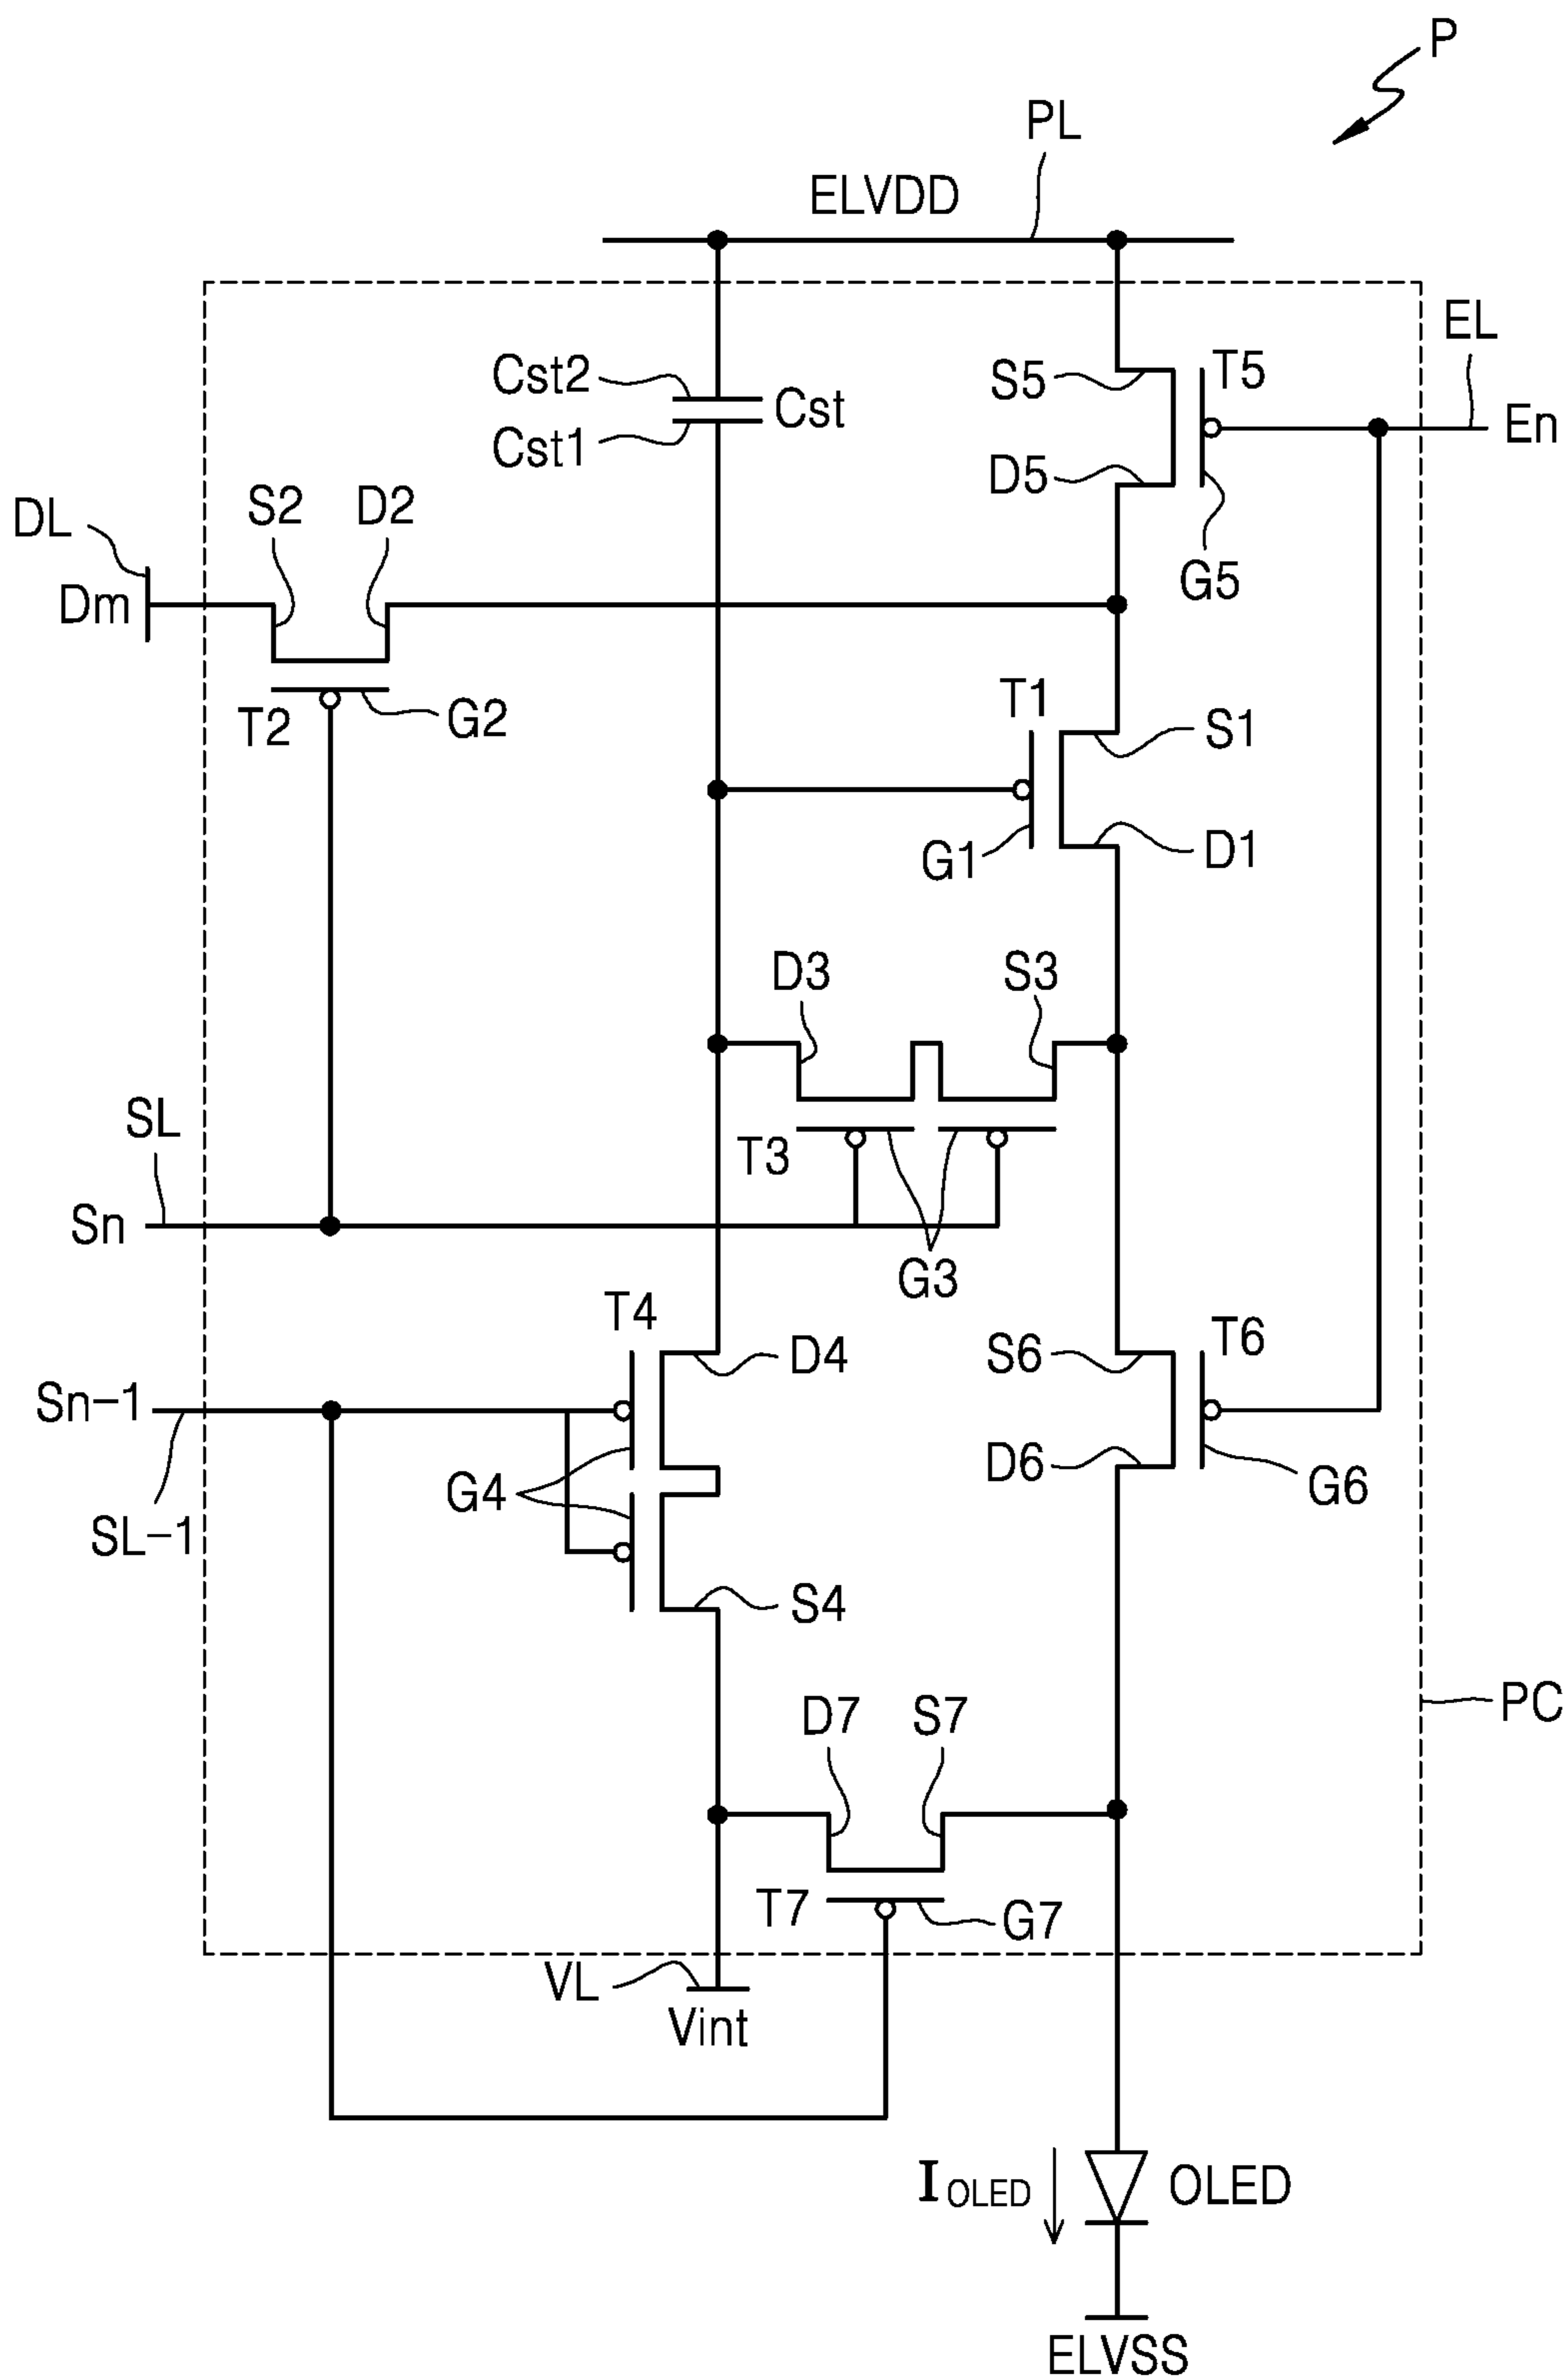 P
PL
ELVDD
EL
Cst2
Cst
S5
T5
En
Cst1
D5
DL
S2
D2
G5
Dm
T1
T2
G2
S1
G1
D1
D3
S3
SL
T3
Sn
G3
T4
D4
S6
T6
Sn-1
D6
G4
G6
SL-1
S4
D7
S7
PC
T7
G7
VL
Vint
IOLED
OLED
ELVSS